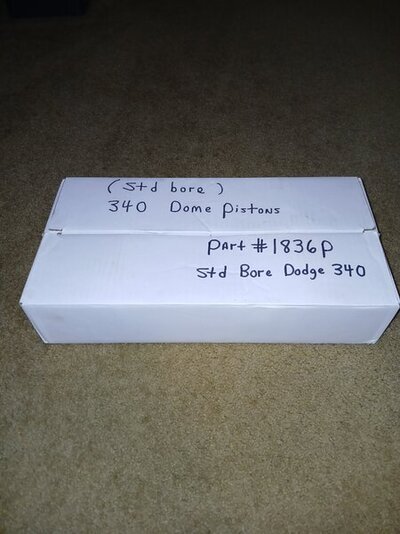 (Std bore)
340 Dome Pistons
Part #1836P
Std Bore Dodge 340